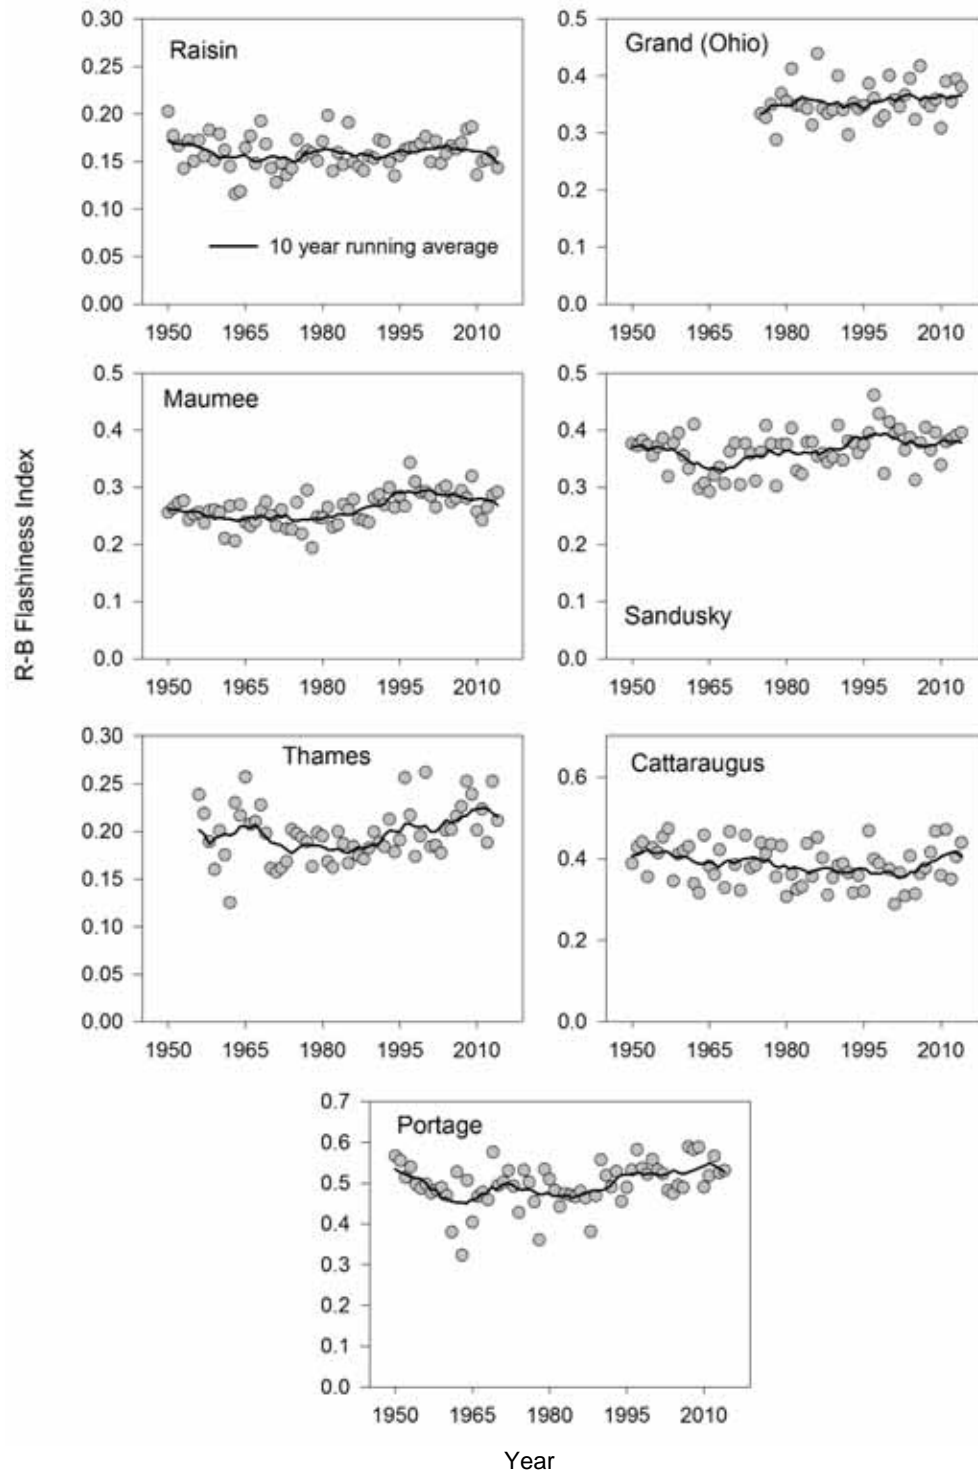 R-B Flashiness Index
0.30
0.25
0.20
0.15
0.10
0.05
0.00
Raisin
10 year running average
1950 1965 1980 1995 2010
0.5
0.4
0.3
0.2
0.1
0.0
Grand (Ohio)
1950 1965 1980 1995 2010
0.5
0.4
0.3
0.2
0.1
0.0
Maumee
1950 1965 1980 1995 2010
0.5
0.4
0.3
0.2
0.1
0.0
Sandusky
1950 1965 1980 1995 2010
0.30
0.25
0.20
0.15
0.10
0.05
0.00
Thames
1950 1965 1980 1995 2010
0.6
0.4
0.2
0.0
Cattaraugus
1950 1965 1980 1995 2010
0.7
0.6
0.5
0.4
0.3
0.2
0.1
0.0
Portage
1950 1965 1980 1995 2010
Year